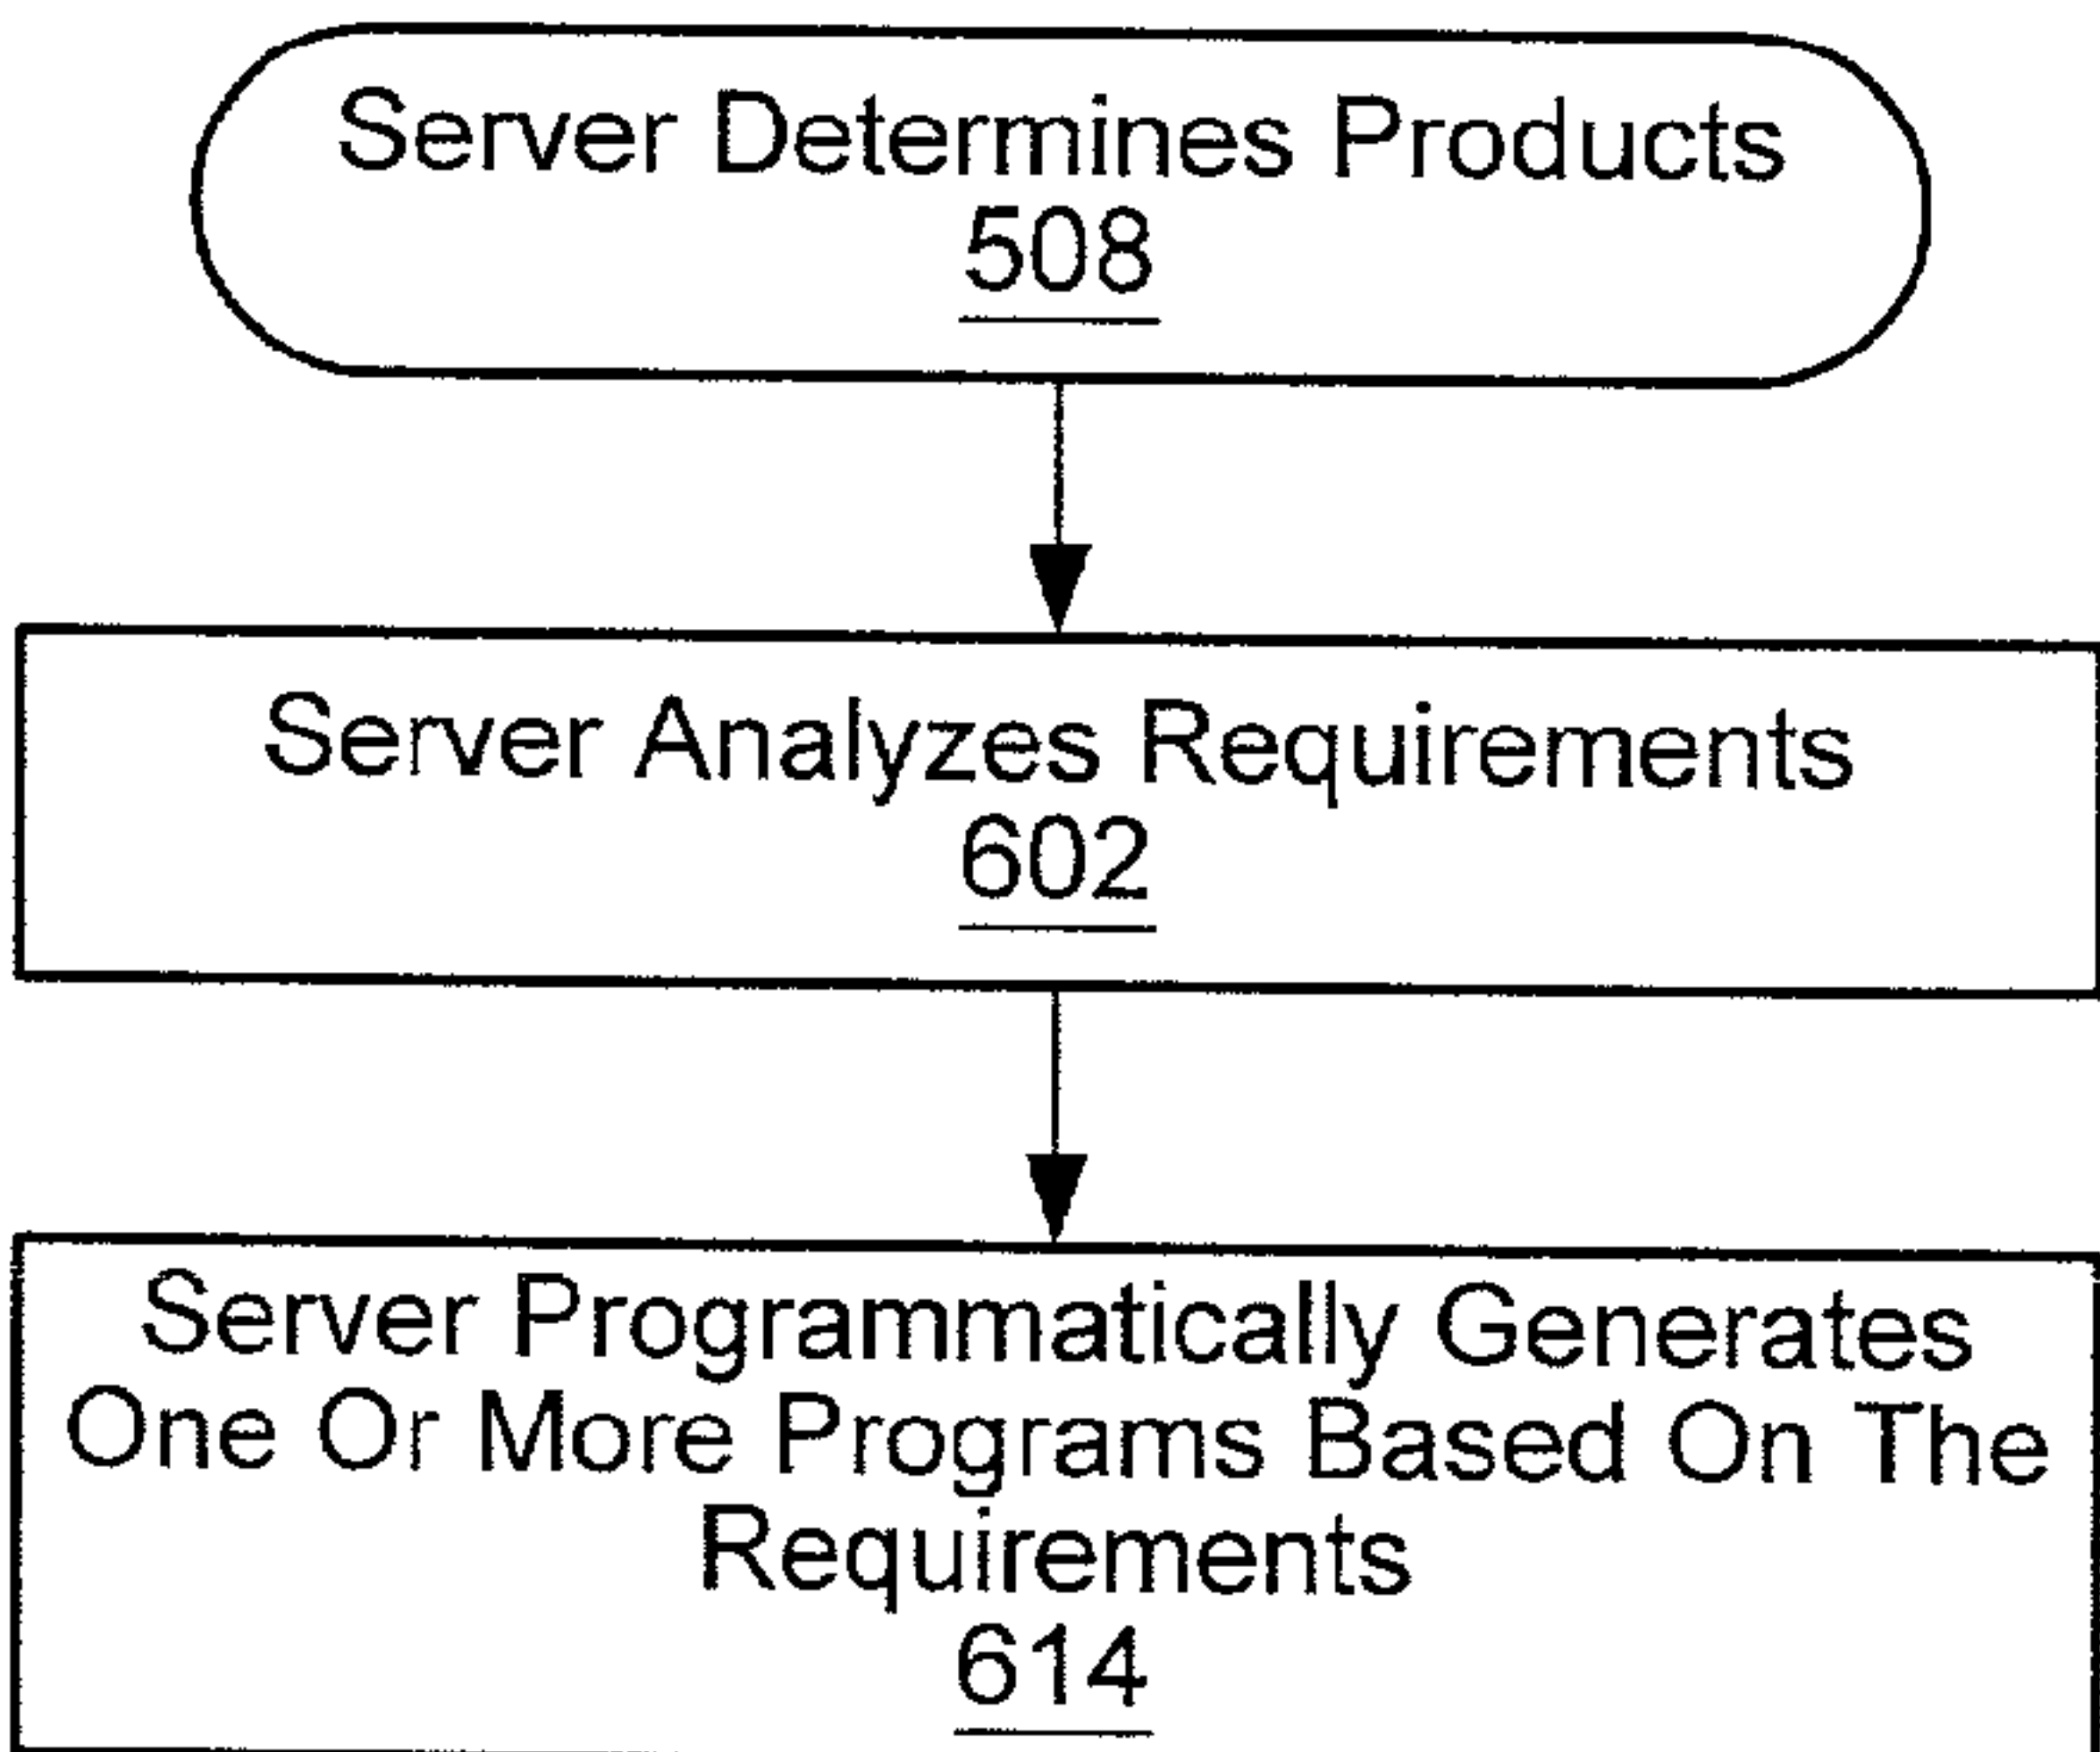 Server Determines Products
508
Server Analyzes Requirements
602
Server Programmatically Generates
One Or More Programs Based On The
Requirements
614